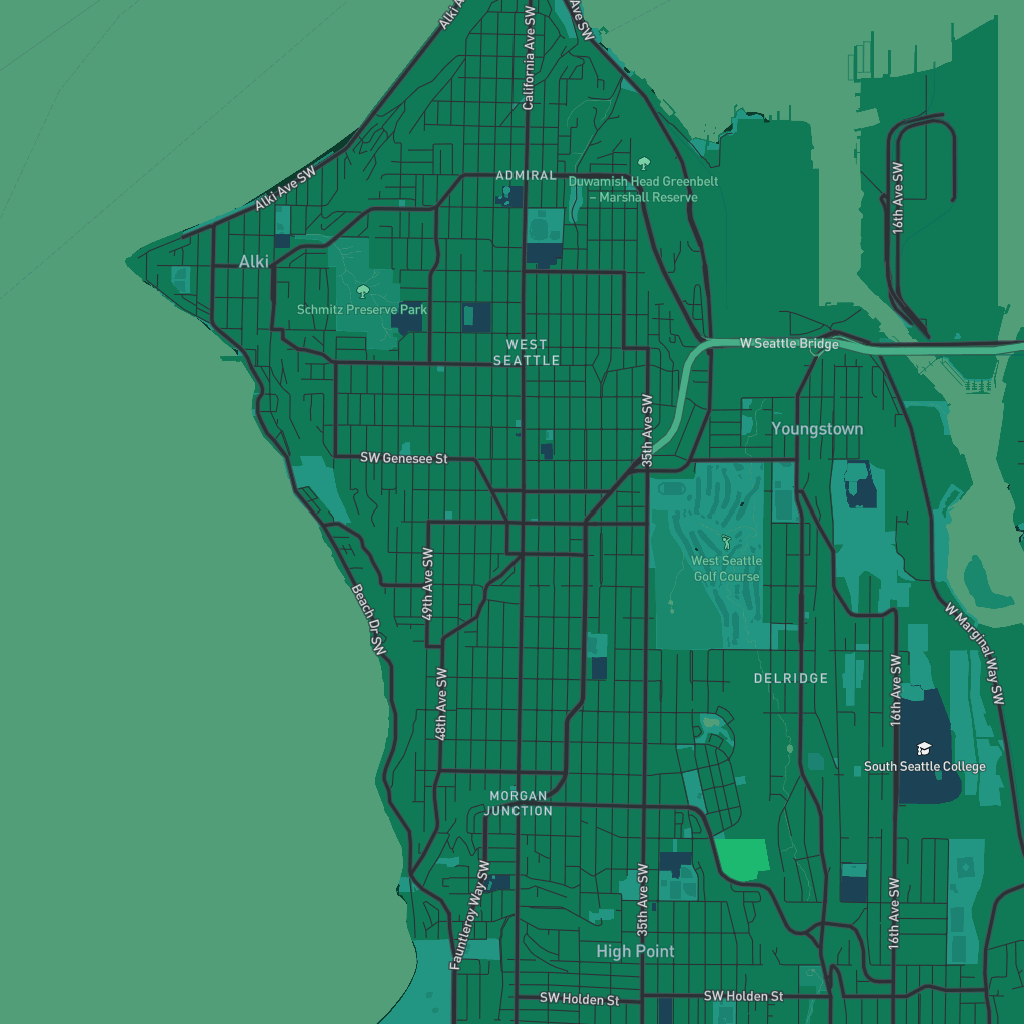 Alki A
California Ave SW
Ave SW
ADMIRAL
Duwamish Head Greenbelt
– Marshall Reserve
Alki Ave SW
16th Ave SW
Alki
Schmitz Preserve Park
WEST
SEATTLE
W Seattle Bridge
35th Ave SW
Youngstown
SW Genesee St
West Seattle
Golf Course
49th Ave SW
Beach Dr SW
W Marginal Way SW
DELRIDGE
48th Ave SW
16th Ave SW
South Seattle College
MORGAN
JUNCTION
Fauntleroy Way SW
35th Ave SW
16th Ave SW
High Point
SW Holden St
SW Holden St